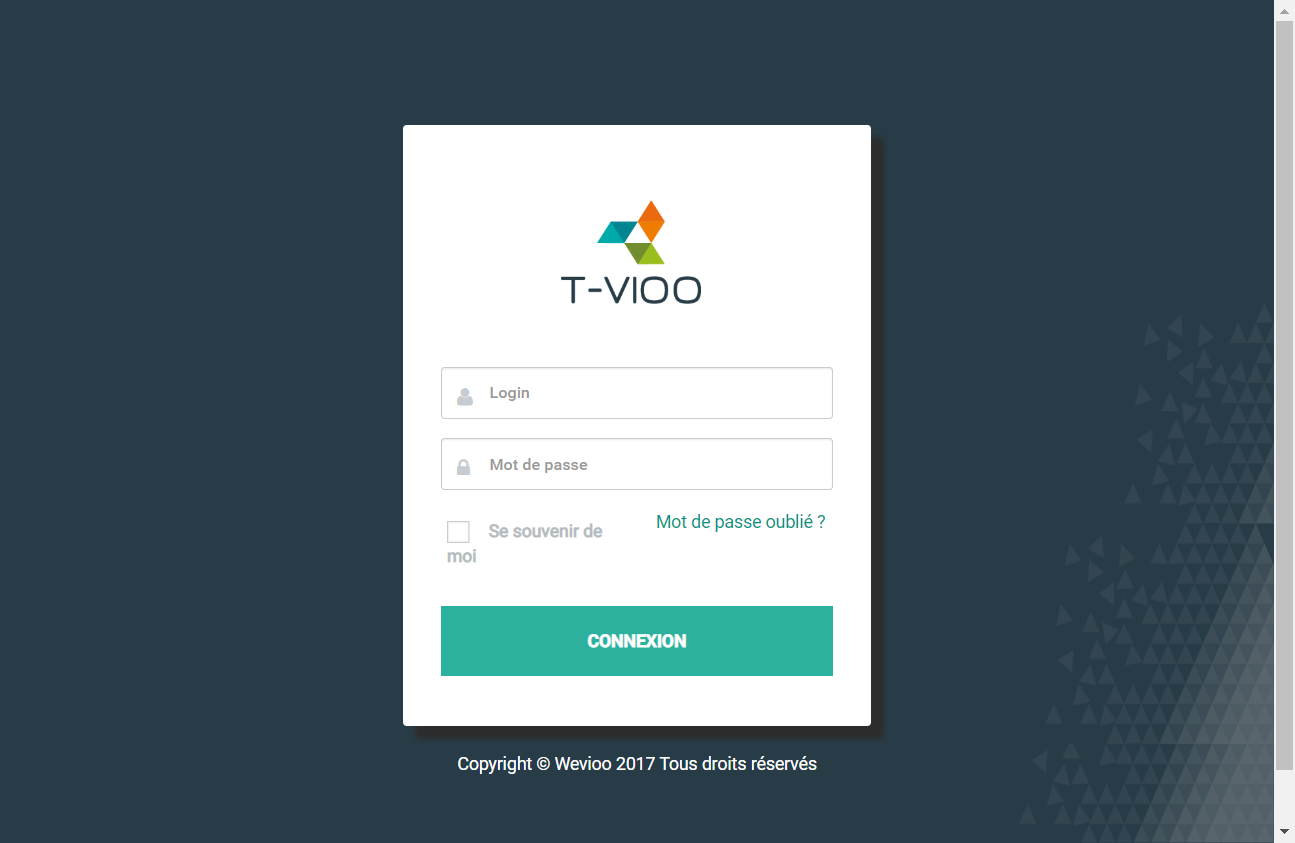 T-VIOO
Login
Mot de passe
Se souvenir de
moi
Mot de passe oublié ?
CONNEXION
Copyright © Wevioo 2017 Tous droits réservés